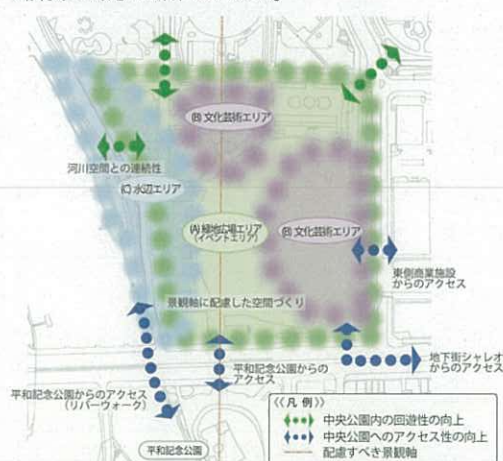 (B) 文化芸術エリア
河川空間との連続性
(C) 水辺エリア
(A) 緑地広場エリア
(イベントエリア)
(B) 文化芸術エリア
東側商業施設
からのアクセス
景観軸に配慮した空間づくり
平和記念公園からの
アクセス
地下街シャレオ
からのアクセス
平和記念公園からのアクセス
(リバーウォーク)
平和記念公園
《凡 例》
中央公園内の回遊性の向上
中央公園へのアクセス性の向上
配慮すべき景観軸